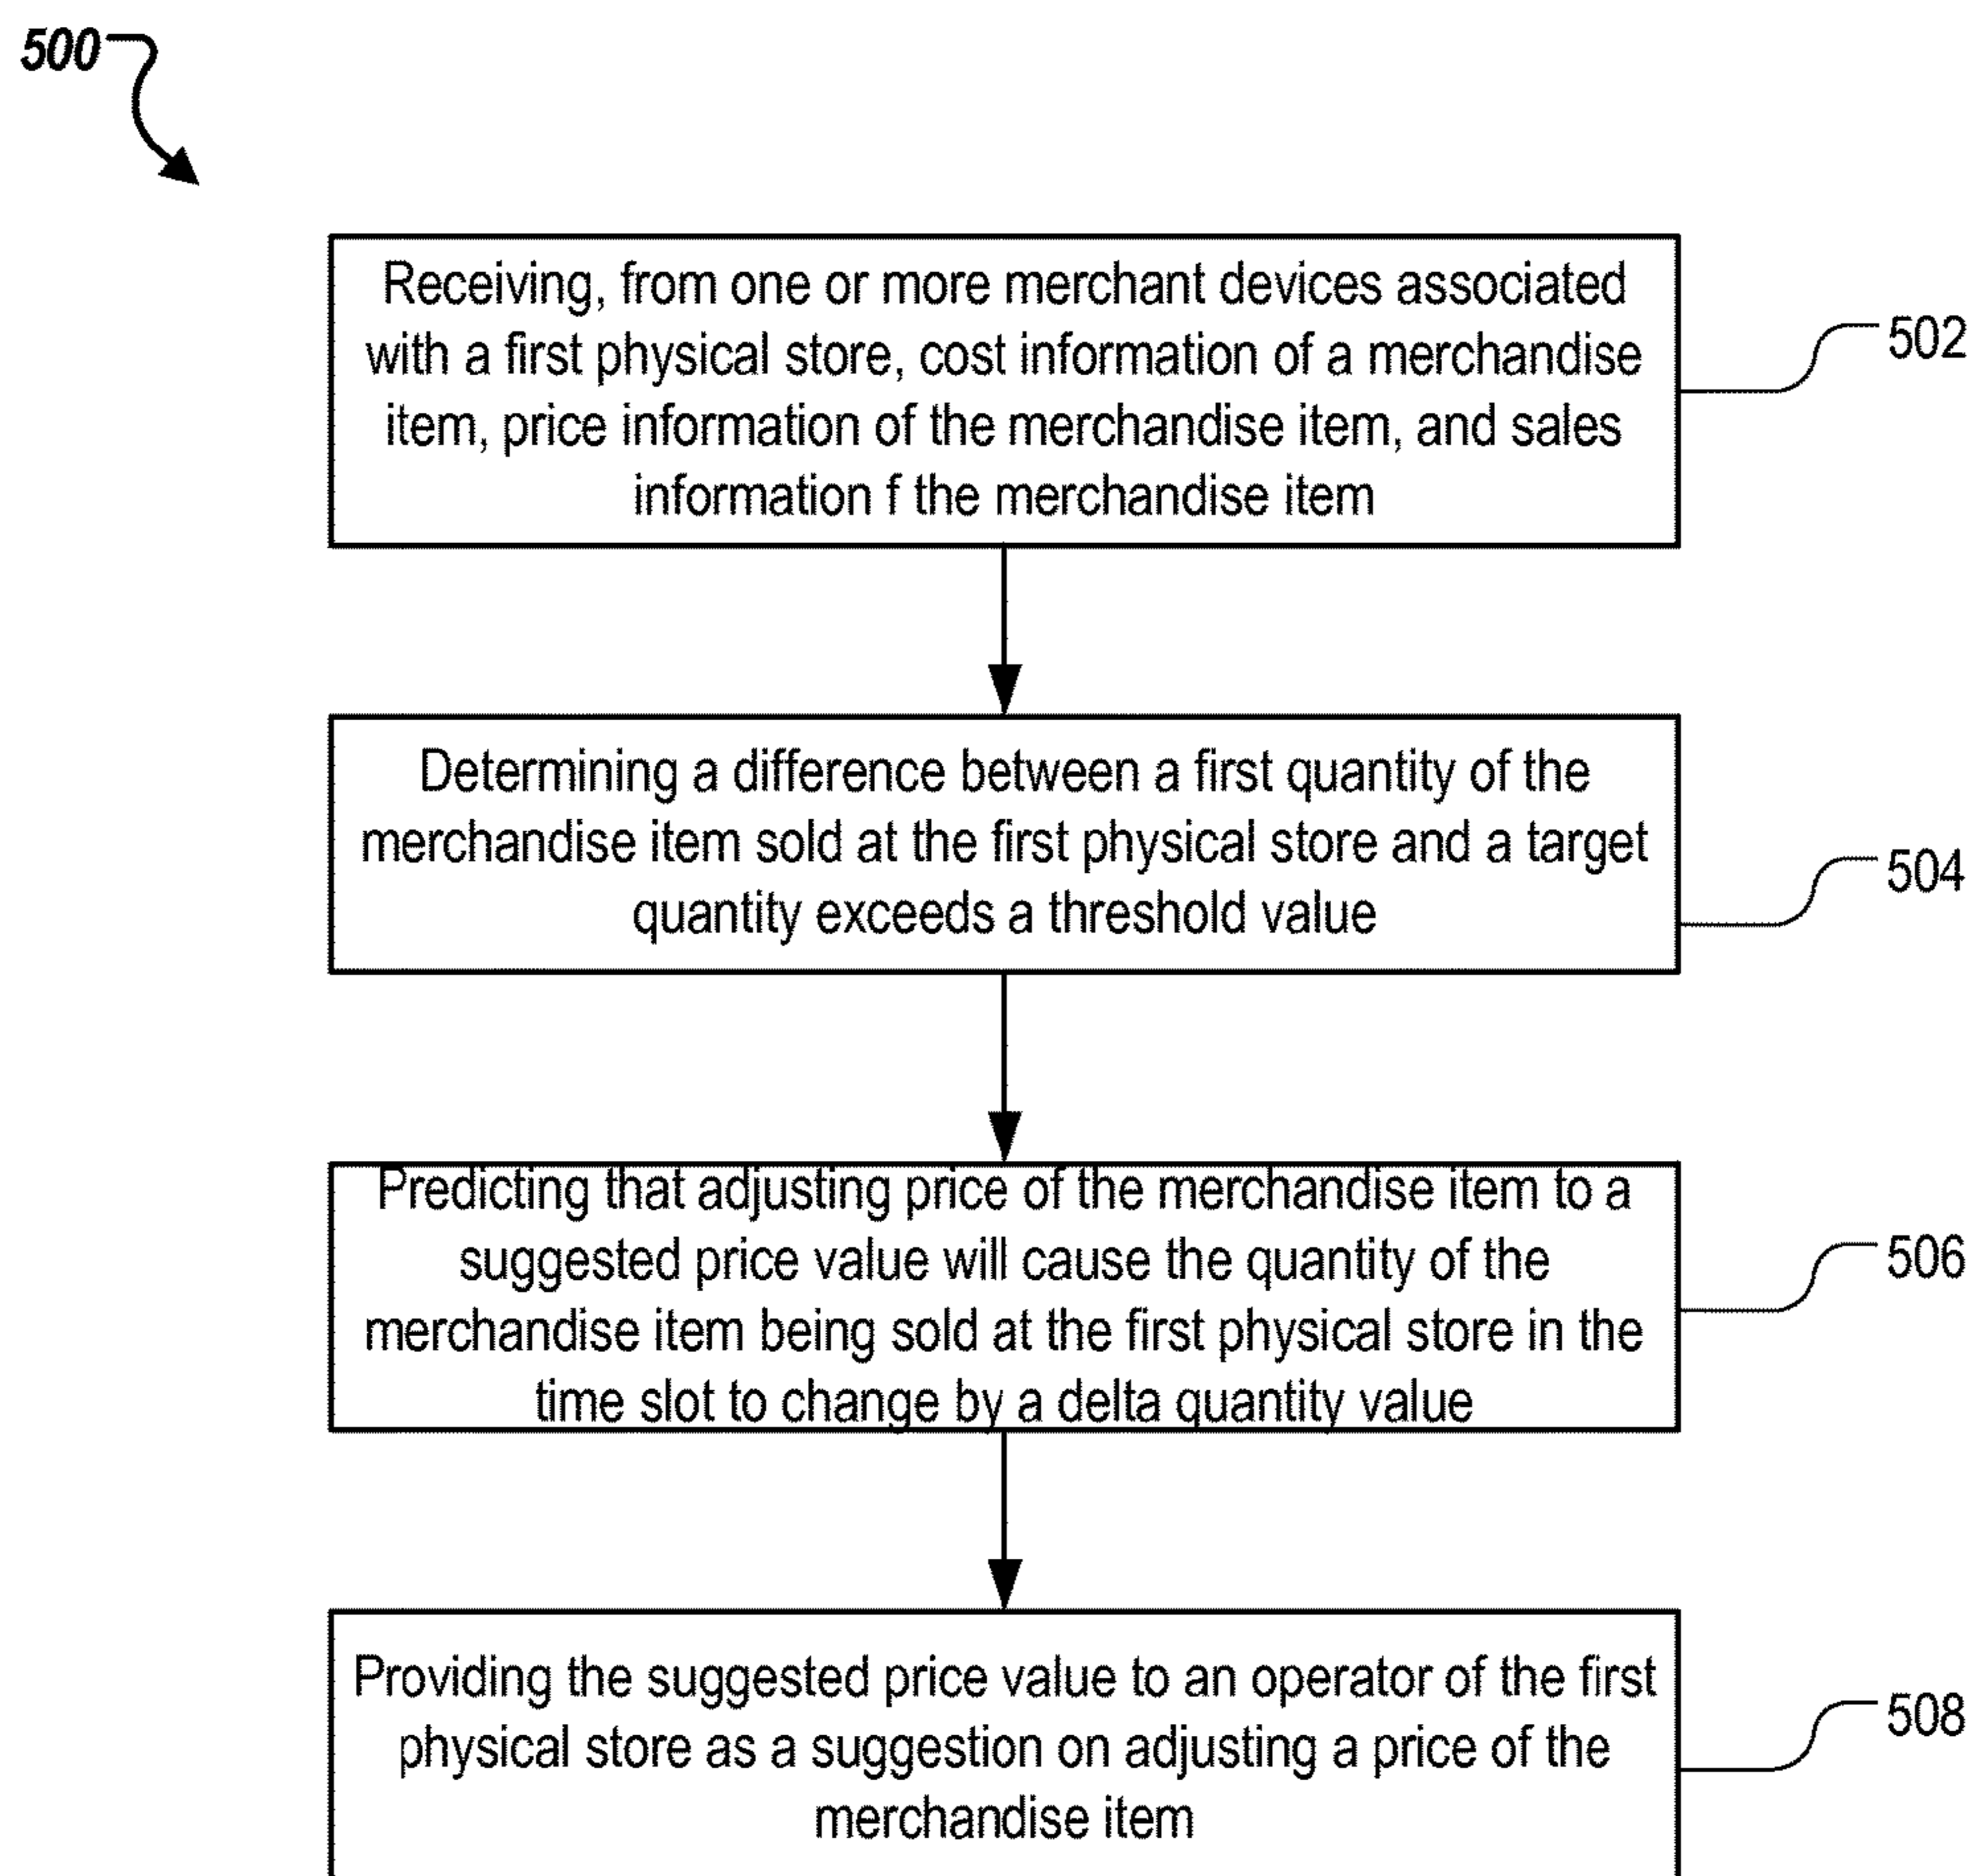 500
Receiving, from one or more merchant devices associated
with a first physical store, cost information of a merchandise
item, price information of the merchandise item, and sales
information f the merchandise item
502
Determining a difference between a first quantity of the
merchandise item sold at the first physical store and a target
quantity exceeds a threshold value
504
Predicting that adjusting price of the merchandise item to a
suggested price value will cause the quantity of the
merchandise item being sold at the first physical store in the
time slot to change by a delta quantity value
506
Providing the suggested price value to an operator of the first
physical store as a suggestion on adjusting a price of the
merchandise item
508